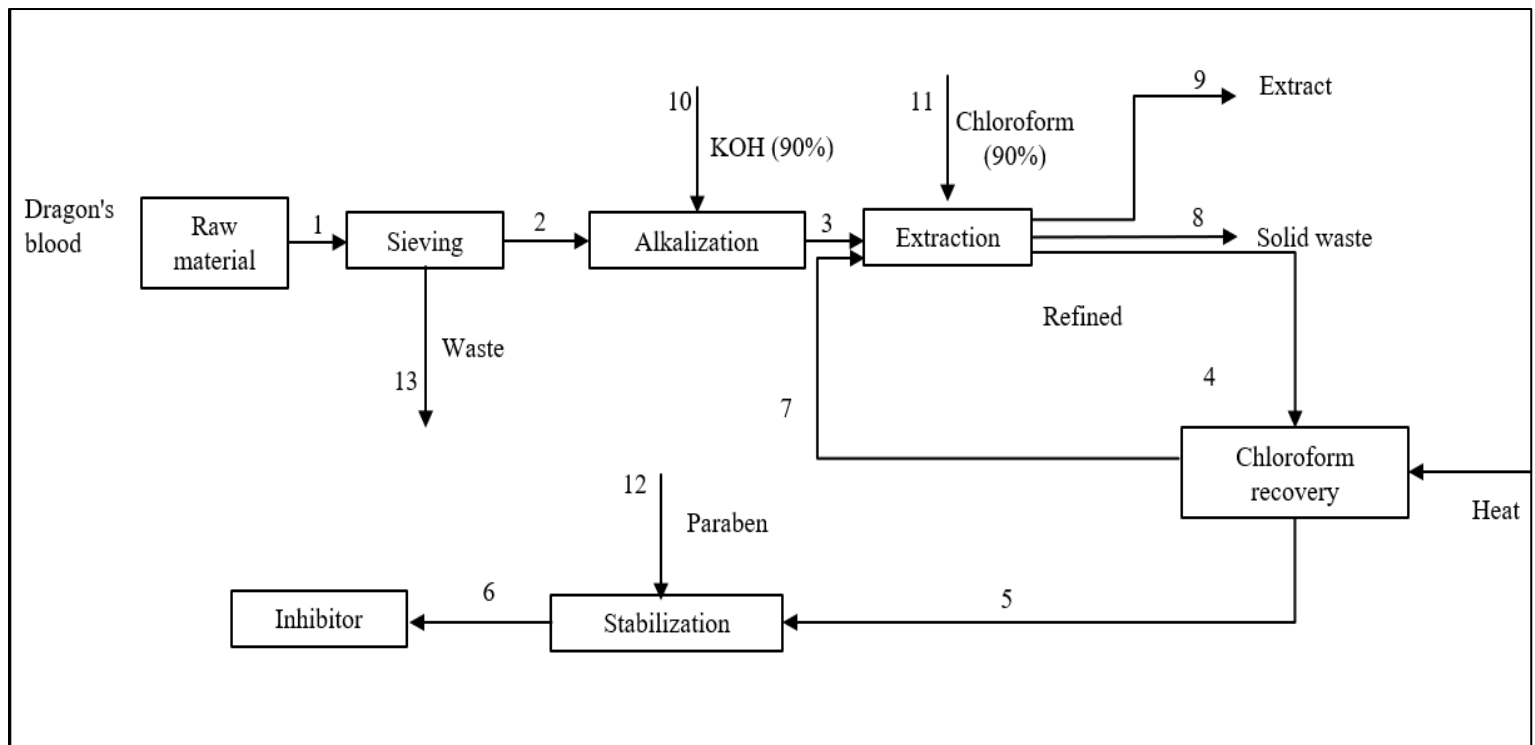 9
Extract
10
11
Chloroform
(90%)
KOH (90%)
Dragon's
blood
Raw
material
1
Sieving
2
Alkalization
3
Extraction
8
Solid waste
Refined
Waste
13
4
7
Chloroform
recovery
Heat
12
Paraben
Inhibitor
6
Stabilization
5